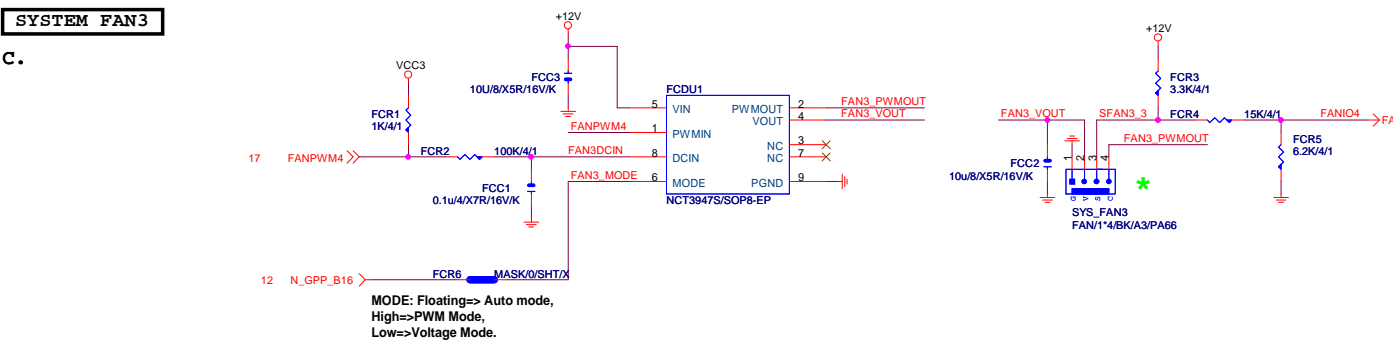 SYSTEM FAN3
C.
+12V
VCC3
FCC3
10U/8/X5R/16V/K
FCR1
1K/4/1
17 FANPWM4
FCR2 100K/4/1
FAN3DCIN
FANPWM4
FCC1
0.1u/4/X7R/16V/K
FAN3_MODE
12 N_GPP_B16
FCR6 MASK/0/SHT/X
MODE: Floating=> Auto mode,
High=>PWM Mode,
Low=>Voltage Mode.
FCDU1
5 VIN
1 PWMIN
8 DCIN
6 MODE
PWMOUT 2 FAN3_PWMOUT
VOUT 4 FAN3_VOUT
NC 3
NC 7
PGND 9
NCT3947S/SOP8-EP
+12V
FCR3
3.3K/4/1
FAN3_VOUT
SFAN3_3
FCR4 15K/4/1
FANIO4
FCR5
6.2K/4/1
FAN3_PWMOUT
FCC2
10u/8/X5R/16V/K
1 2 3 4
G V S C
*
SYS_FAN3
FAN/1*4/BK/A3/PA66